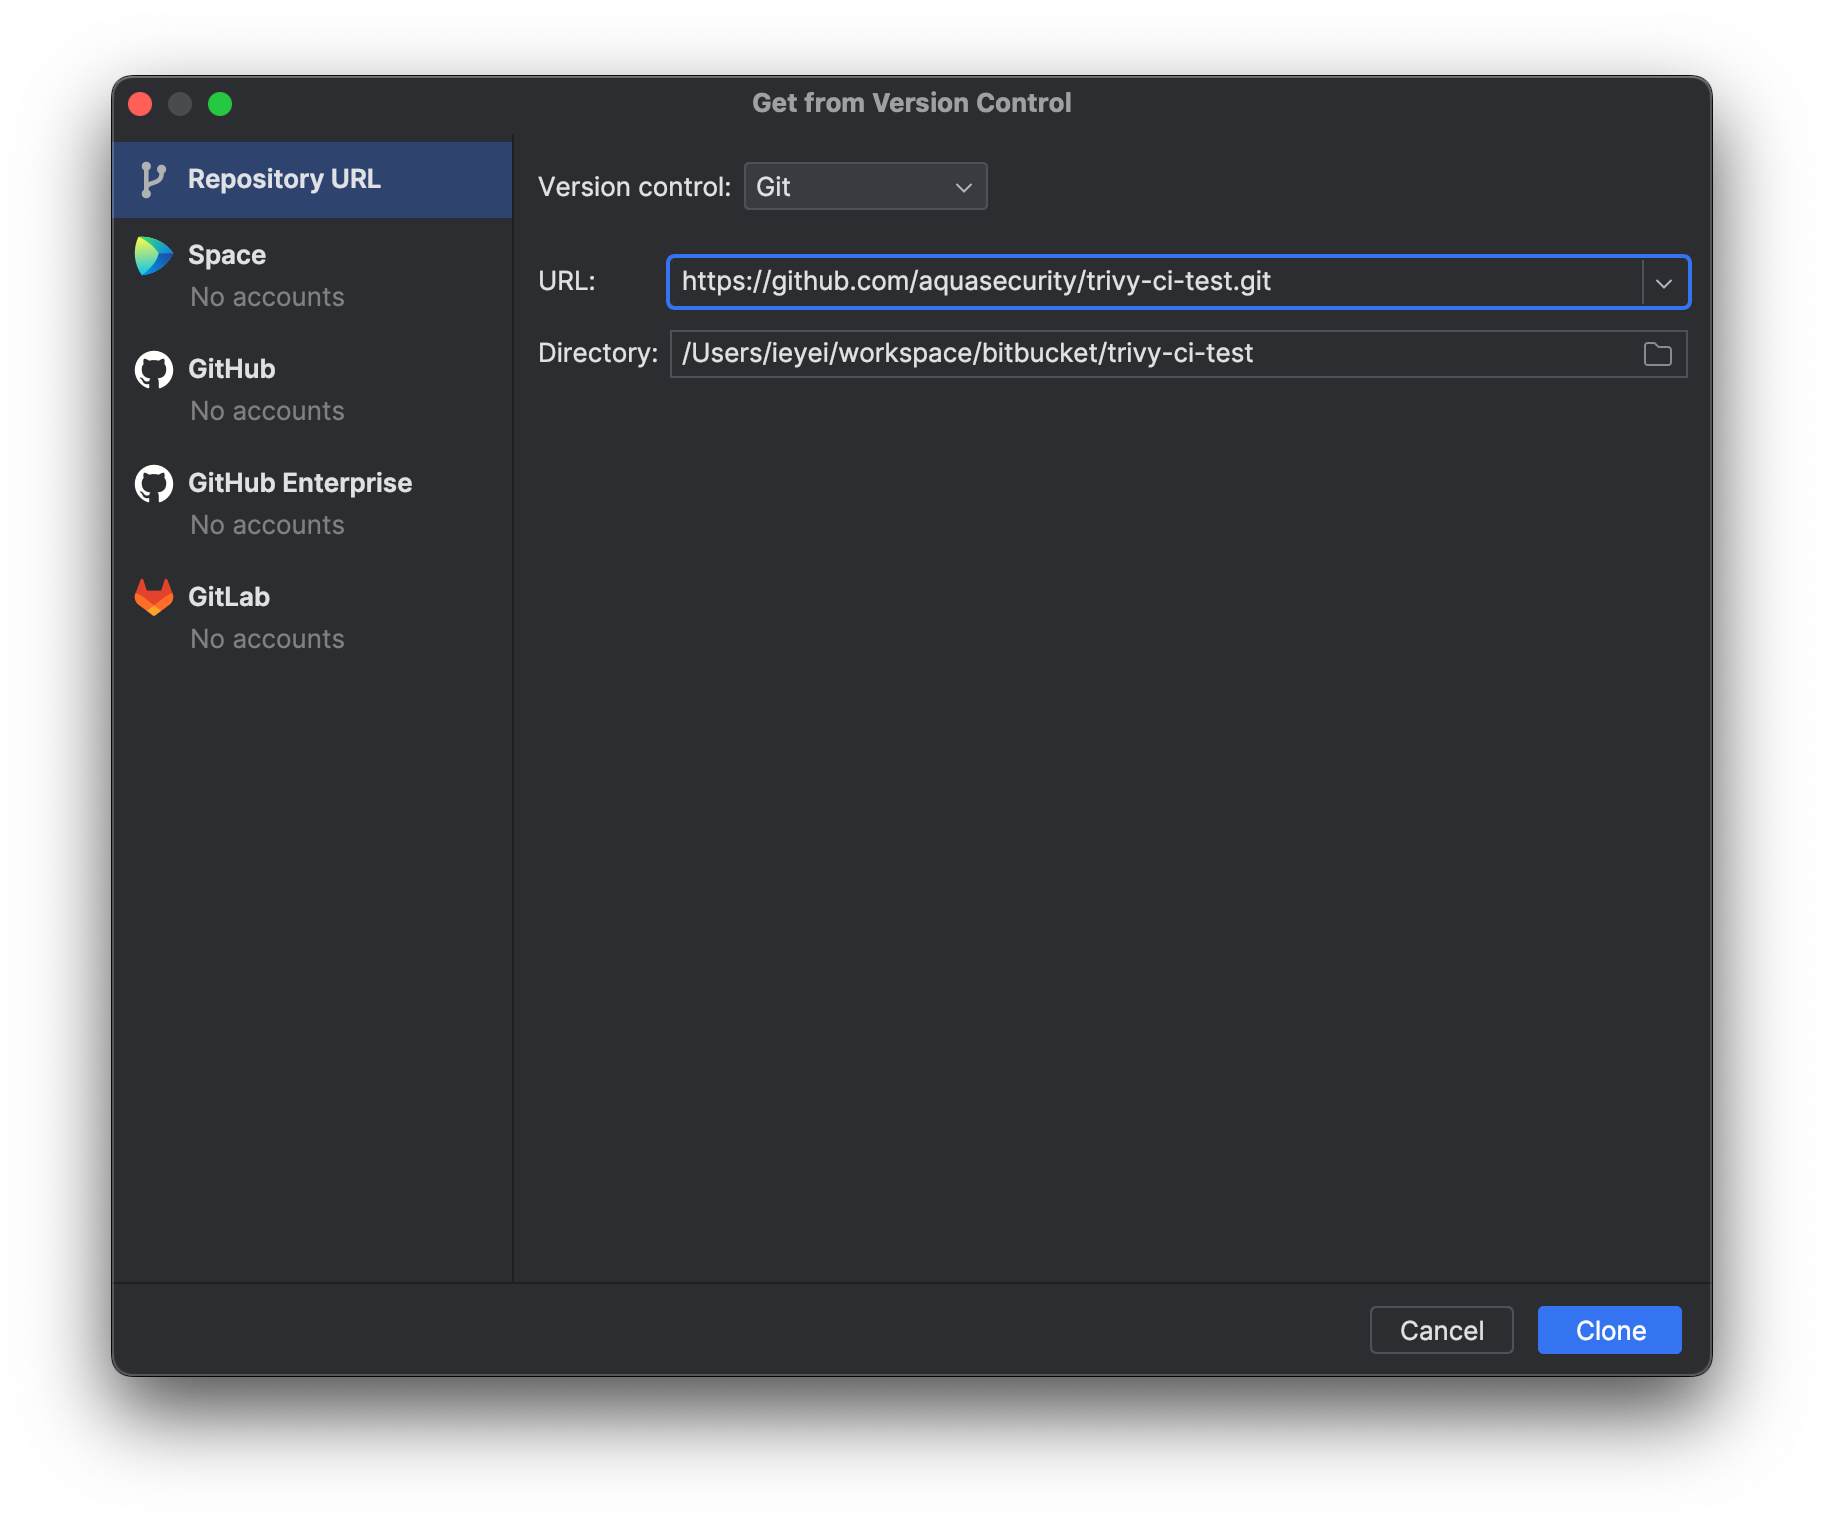 Get from Version Control
Repository URL
Space
No accounts
GitHub
No accounts
GitHub Enterprise
No accounts
GitLab
No accounts
Version control: Git
URL: https://github.com/aquasecurity/trivy-ci-test.git
Directory: /Users/ieyei/workspace/bitbucket/trivy-ci-test
Cancel Clone